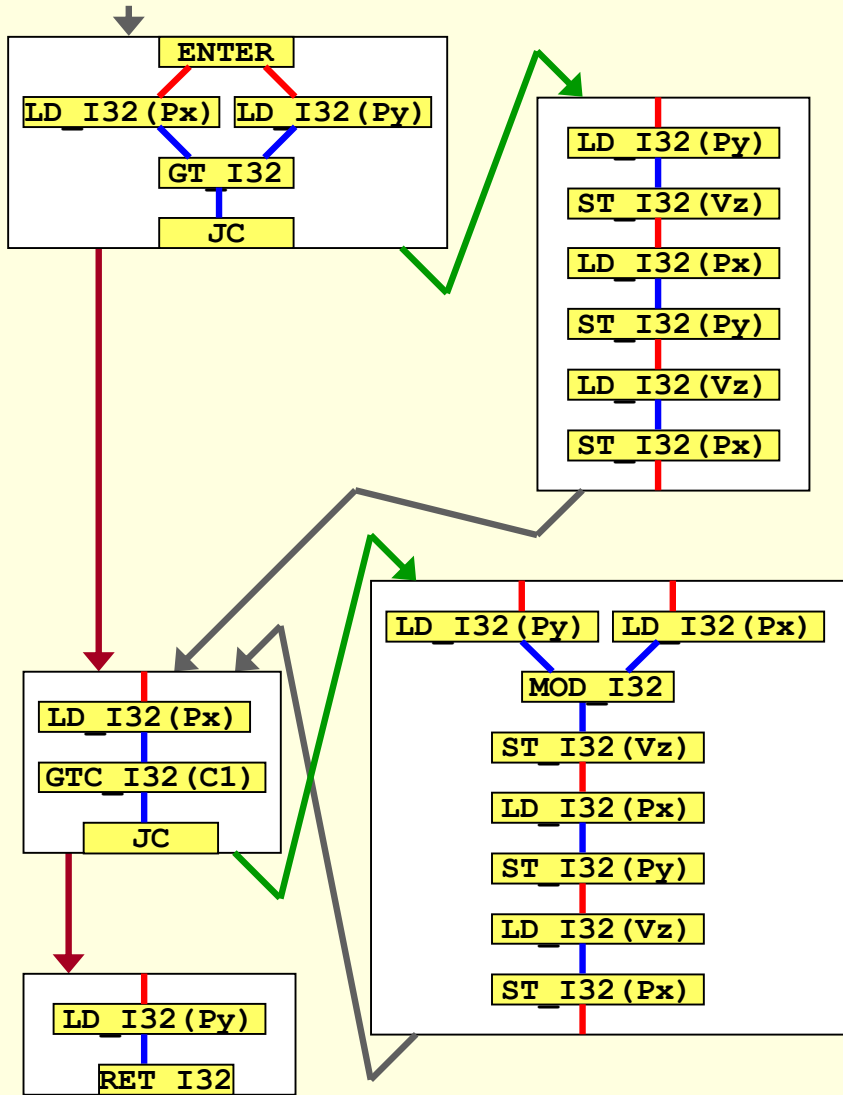 ENTER
LD_I32(Px) LD_I32(Py)
GT_I32
JC
LD_I32(Py)
ST_I32(Vz)
LD_I32(Px)
ST_I32(Py)
LD_I32(Vz)
ST_I32(Px)
LD_I32(Px)
GTC_I32(C1)
JC
LD_I32(Py) LD_I32(Px)
MOD_I32
ST_I32(Vz)
LD_I32(Px)
ST_I32(Py)
LD_I32(Vz)
ST_I32(Px)
LD_I32(Py)
RET I32